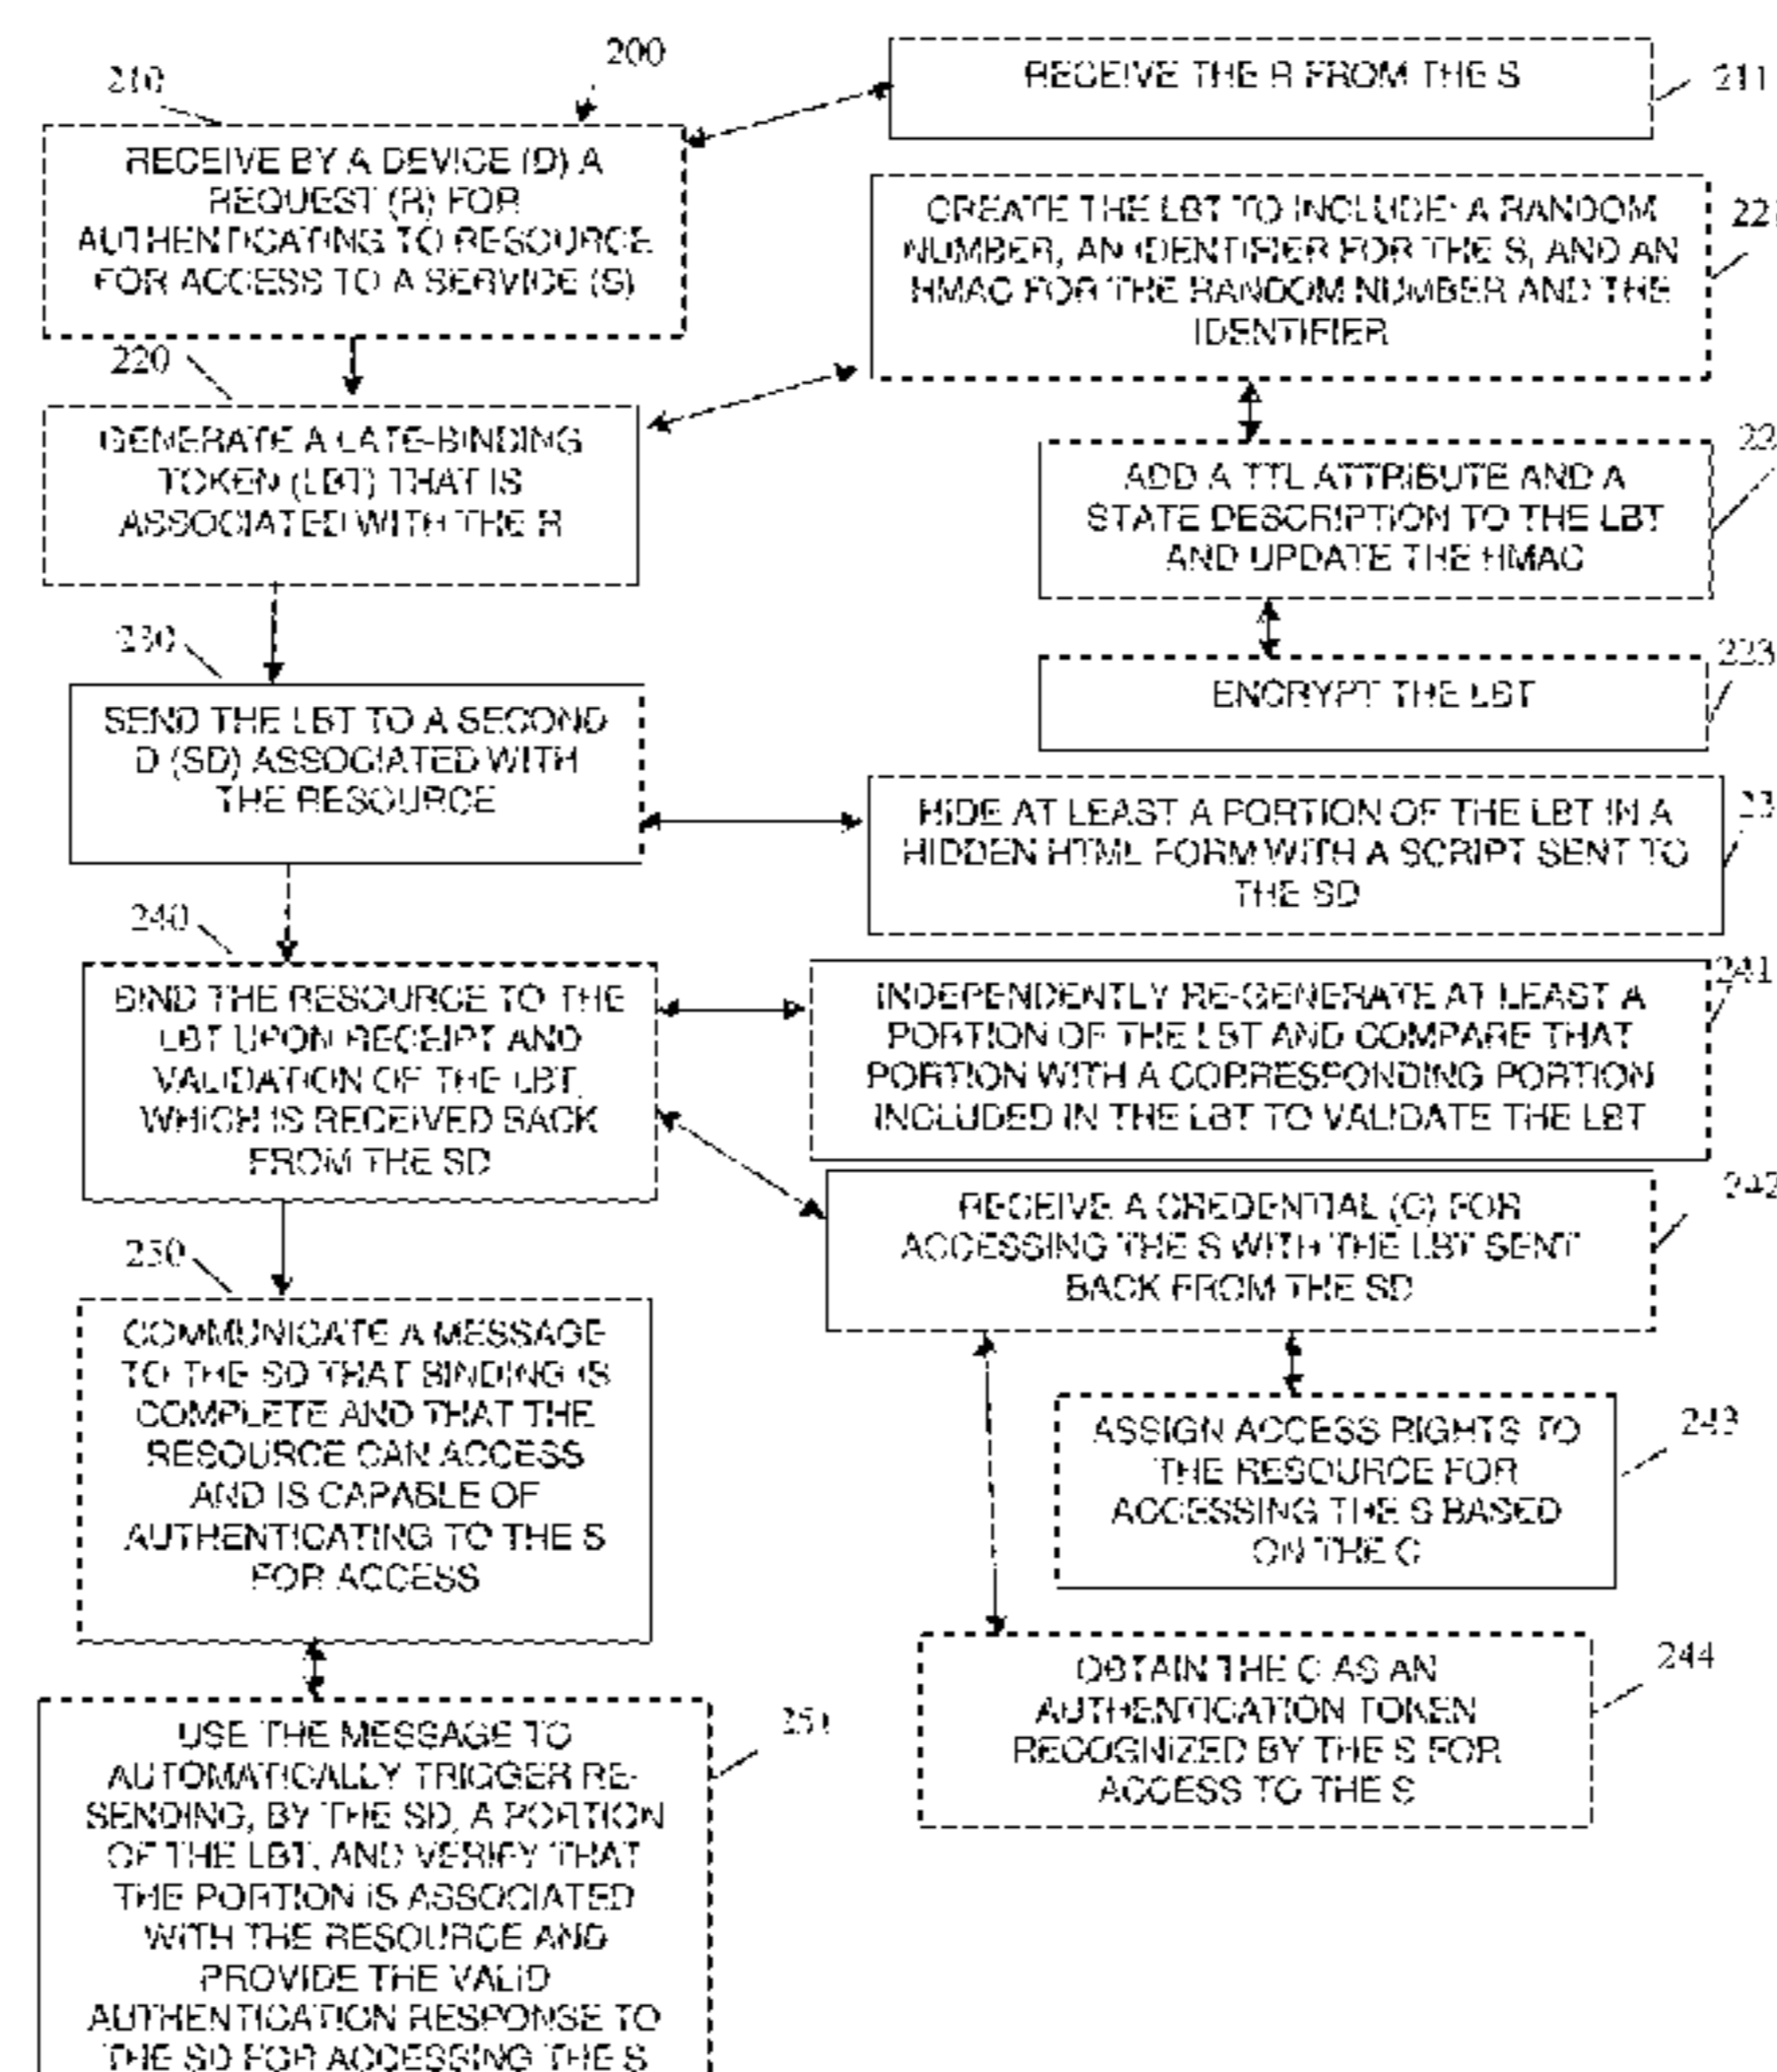 200
210
RECEIVE BY A DEVICE (D) A
REQUEST (R) FOR
AUTHENTICATING TO RESOURCE
FOR ACCESS TO A SERVICE (S)
RECEIVE THE R FROM THE S
211
220
GENERATE A LATE-BINDING
TOKEN (LBT) THAT IS
ASSOCIATED WITH THE R
CREATE THE LBT TO INCLUDE: A RANDOM
NUMBER, AN IDENTIFIER FOR THE S, AND AN
HMAC FOR THE RANDOM NUMBER AND THE
IDENTIFIER
ADD A TTL ATTRIBUTE AND A
STATE DESCRIPTION TO THE LBT
AND UPDATE THE HMAC
ENCRYPT THE LBT
223
230
SEND THE LBT TO A SECOND
D (SD) ASSOCIATED WITH
THE RESOURCE
HIDE AT LEAST A PORTION OF THE LBT IN A
HIDDEN HTML FORM WITH A SCRIPT SENT TO
THE SD
240
BIND THE RESOURCE TO THE
LBT UPON RECEIPT AND
VALIDATION OF THE LBT,
WHICH IS RECEIVED BACK
FROM THE SD
INDEPENDENTLY RE-GENERATE AT LEAST A
PORTION OF THE LBT AND COMPARE THAT
PORTION WITH A CORRESPONDING PORTION
INCLUDED IN THE LBT TO VALIDATE THE LBT
241
RECEIVE A CREDENTIAL (C) FOR
ACCESSING THE S WITH THE LBT SENT
BACK FROM THE SD
242
250
COMMUNICATE A MESSAGE
TO THE SD THAT BINDING IS
COMPLETE AND THAT THE
RESOURCE CAN ACCESS
AND IS CAPABLE OF
AUTHENTICATING TO THE S
FOR ACCESS
ASSIGN ACCESS RIGHTS TO
THE RESOURCE FOR
ACCESSING THE S BASED
ON THE C
243
OBTAIN THE C AS AN
AUTHENTICATION TOKEN
RECOGNIZED BY THE S FOR
ACCESS TO THE S
244
USE THE MESSAGE TO
AUTOMATICALLY TRIGGER RE-
SENDING, BY THE SD, A PORTION
OF THE LBT, AND VERIFY THAT
THE PORTION IS ASSOCIATED
WITH THE RESOURCE AND
PROVIDE THE VALID
AUTHENTICATION RESPONSE TO
THE SD FOR ACCESSING THE S
251